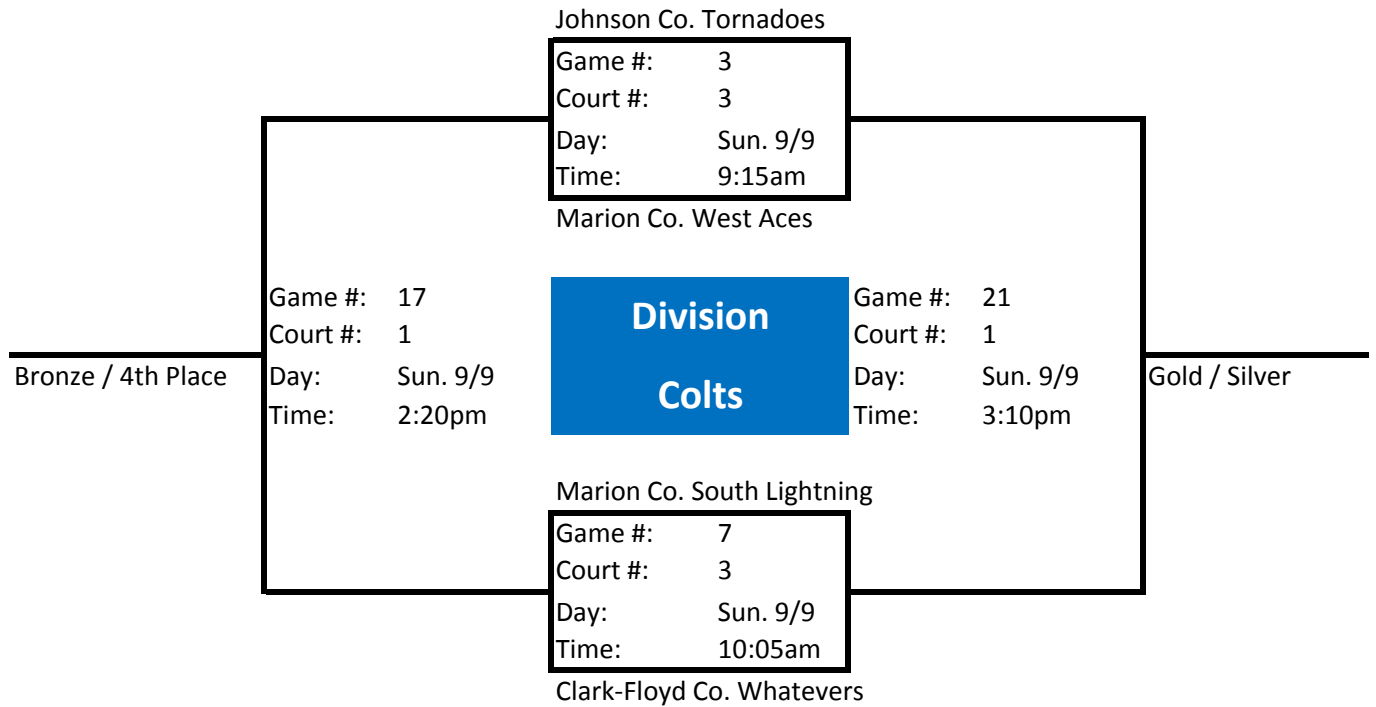 Johnson Co. Tornadoes
Game #: 3
Court #: 3
Day: Sun. 9/9
Time: 9:15am
Marion Co. West Aces
Game #: 17
Court #: 1
Day: Sun. 9/9
Time: 2:20pm
Bronze / 4th Place
Division
Colts
Game #: 21
Court #: 1
Day: Sun. 9/9
Time: 3:10pm
Gold / Silver
Marion Co. South Lightning
Game #: 7
Court #: 3
Day: Sun. 9/9
Time: 10:05am
Clark-Floyd Co. Whatevers